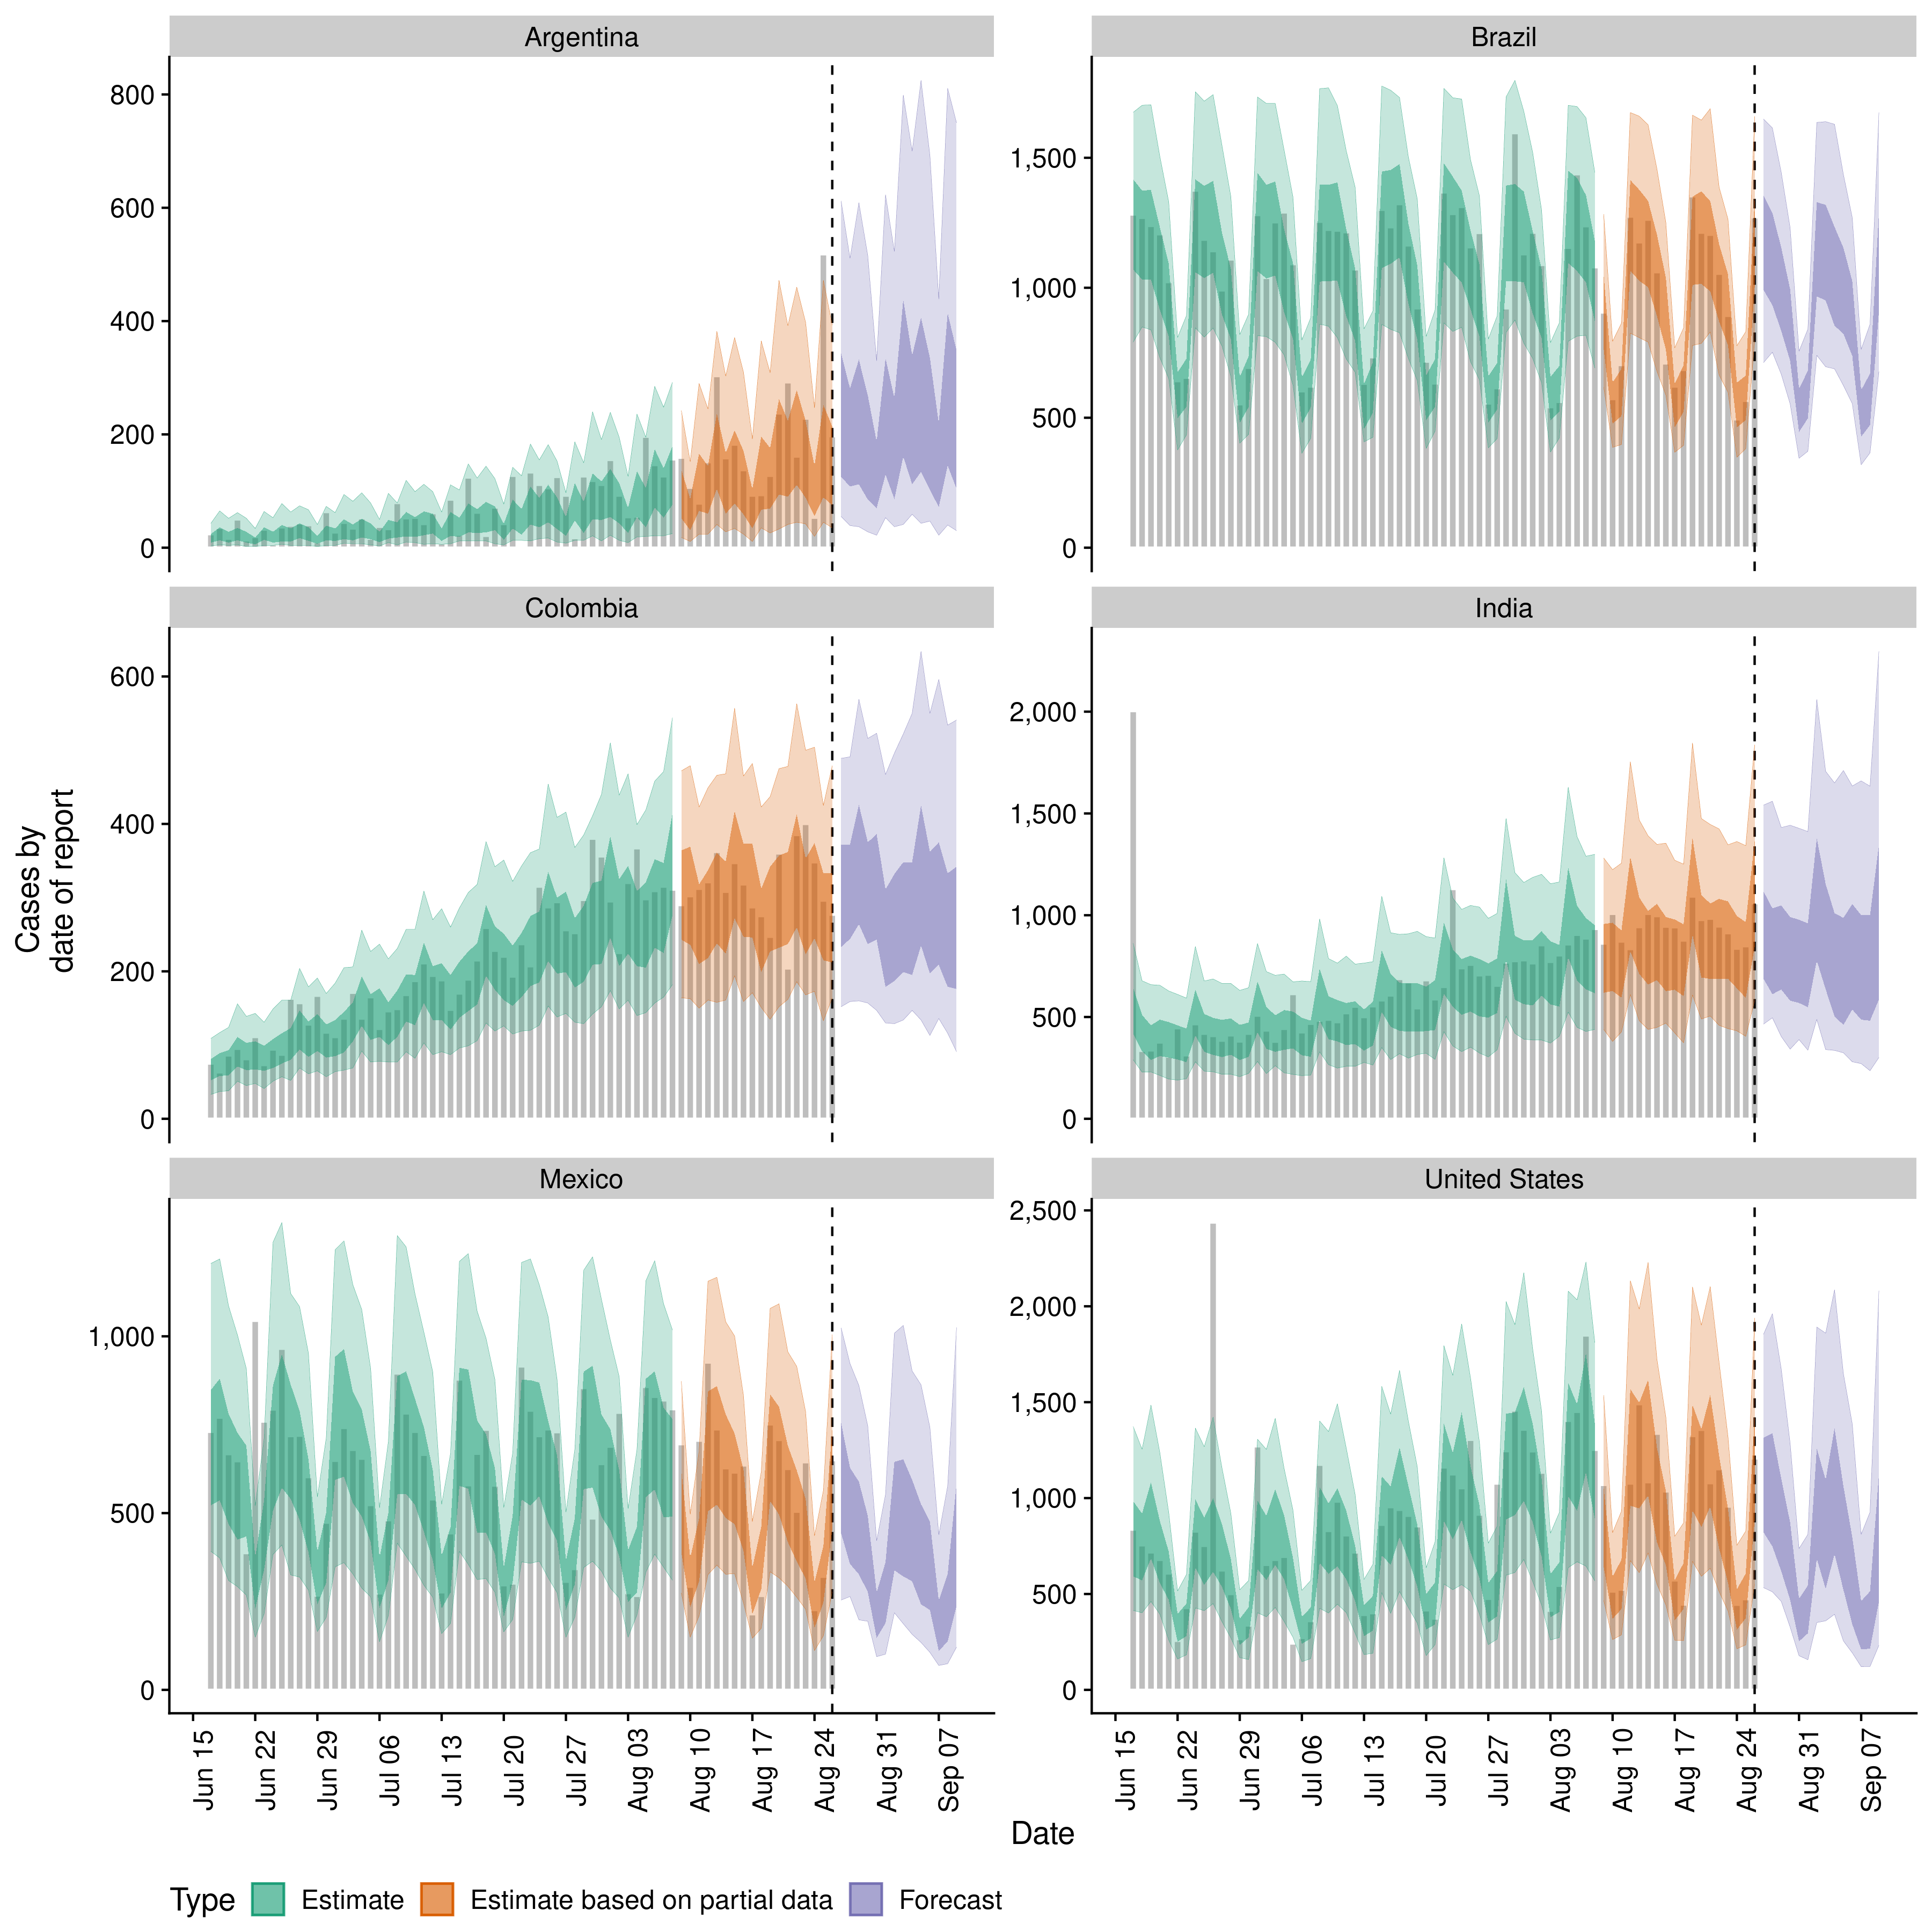 Argentina
Brazil
800
600
400
200
0
1,500
1,000
500
0
Colombia
India
600
400
200
0
2,000
1,500
1,000
500
0
Cases by
date of report
Mexico
United States
1,000
500
0
2,500
2,000
1,500
1,000
500
0
Jun 15
Jun 22
Jun 29
Jul 06
Jul 13
Jul 20
Jul 27
Aug 03
Aug 10
Aug 17
Aug 24
Aug 31
Sep 07
Jun 15
Jun 22
Jun 29
Jul 06
Jul 13
Jul 20
Jul 27
Aug 03
Aug 10
Aug 17
Aug 24
Aug 31
Sep 07
Date
Type Estimate Estimate based on partial data Forecast